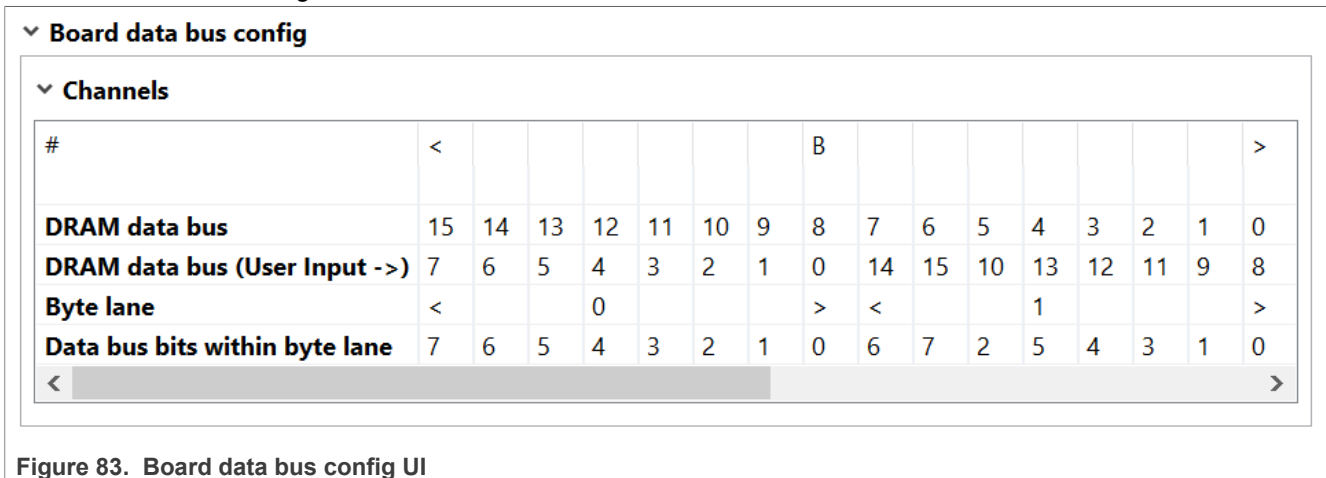 Board data bus config
Channels
# < B >
DRAM data bus 15 14 13 12 11 10 9 8 7 6 5 4 3 2 1 0
DRAM data bus (User Input ->) 7 6 5 4 3 2 1 0 14 15 10 13 12 11 9 8
Byte lane < 0 > < 1 >
Data bus bits within byte lane 7 6 5 4 3 2 1 0 6 7 2 5 4 3 1 0
Figure 83. Board data bus config UI